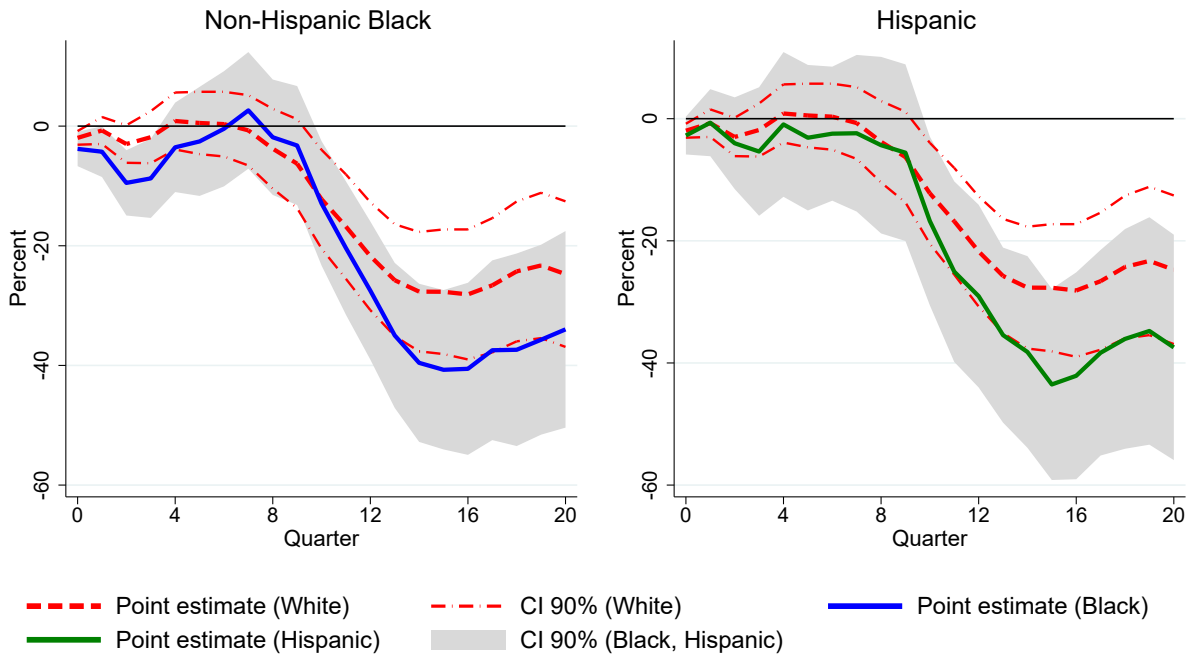 Non-Hispanic Black
Percent
0
-20
-40
-60
0 4 8 12 16 20
Quarter
Hispanic
Percent
0
-20
-40
-60
0 4 8 12 16 20
Quarter
Point estimate (White)
CI 90% (White)
Point estimate (Black)
Point estimate (Hispanic)
CI 90% (Black, Hispanic)